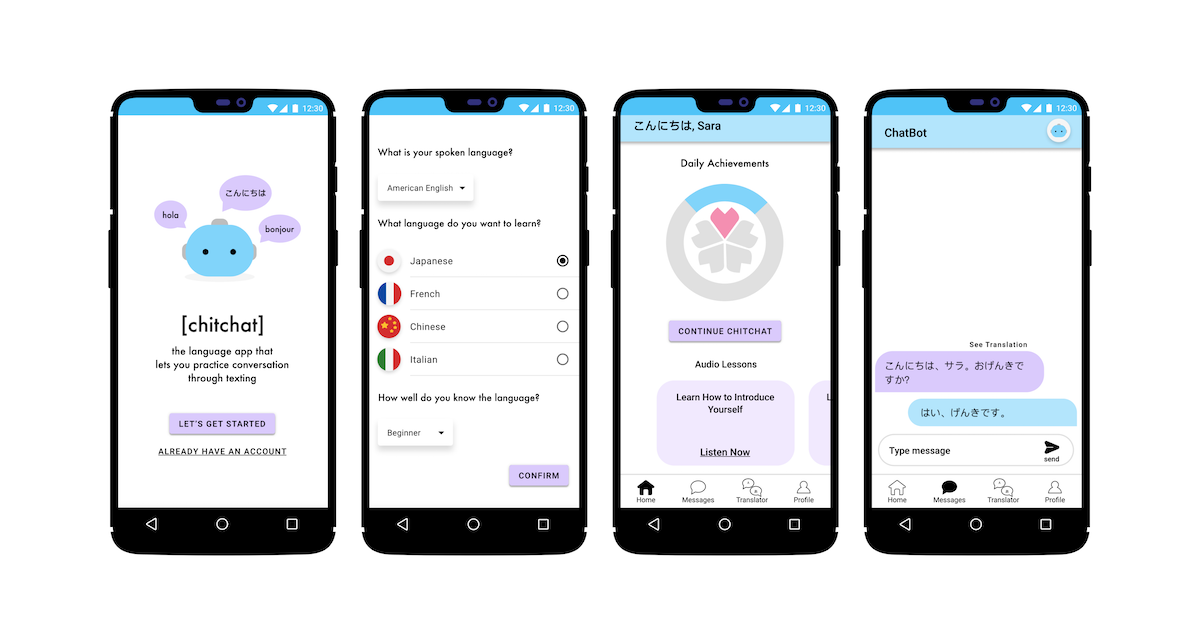 12:30
こんにちは
hola
bonjour
[chitchat]
the language app that
lets you practice conversation
through texting
LET'S GET STARTED
ALREADY HAVE AN ACCOUNT
12:30
What is your spoken language?
American English
What language do you want to learn?
Japanese
French
Chinese
Italian
How well do you know the language?
Beginner
CONFIRM
12:30
こんにちは, Sara
Daily Achievements
CONTINUE CHITCHAT
Audio Lessons
Learn How to Introduce
Yourself
Listen Now
L
Home
Messages
Translator
Profile
12:30
ChatBot
See Translation
こんにちは、サラ。おげんきで
すか?
はい、げんきです。
Type message
send
Home
Messages
Translator
Profile